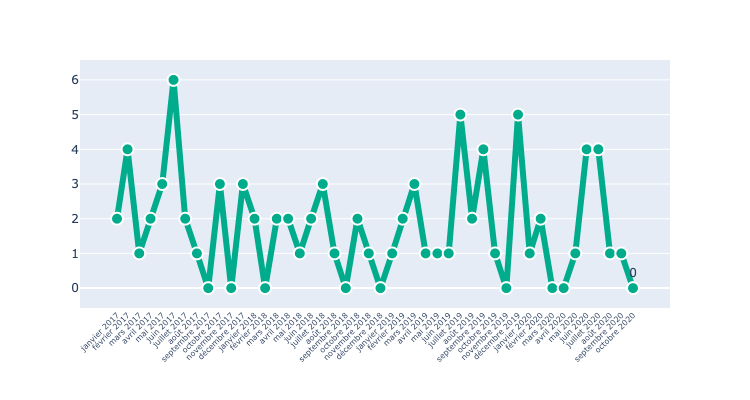 6
5
4
3
2
1
0
0
janvier 2017
février 2017
mars 2017
avril 2017
mai 2017
juin 2017
juillet 2017
août 2017
septembre 2017
octobre 2017
novembre 2017
décembre 2017
janvier 2018
février 2018
mars 2018
avril 2018
mai 2018
juin 2018
juillet 2018
août 2018
septembre 2018
octobre 2018
novembre 2018
décembre 2018
janvier 2019
février 2019
mars 2019
avril 2019
mai 2019
juin 2019
juillet 2019
août 2019
septembre 2019
octobre 2019
novembre 2019
décembre 2019
janvier 2020
février 2020
mars 2020
avril 2020
mai 2020
juin 2020
juillet 2020
août 2020
septembre 2020
octobre 2020